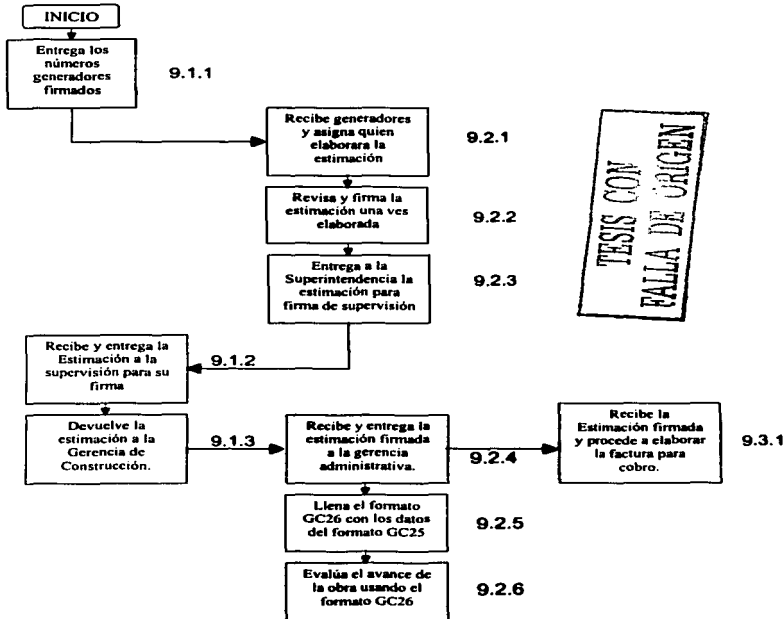 INICIO
Entrega los
números
generadores
firmados
9.1.1
Recibe generadores
y asigna quien
elaborara la
estimación
9.2.1
Revisa y firma la
estimación una ves
elaborada
9.2.2
Entrega a la
Superintendencia la
estimación para
firma de supervisión
9.2.3
TESIS CON
FALLA DE ORIGEN
Recibe y entrega la
Estimación a la
supervisión para su
firma
9.1.2
Devuelve la
estimación a la
Gerencia de
Construcción.
9.1.3
Recibe y entrega la
estimación firmada
a la gerencia
administrativa.
9.2.4
Recibe la
Estimación firmada
y procede a elaborar
la factura para
cobro.
9.3.1
Llena el formato
GC26 con los datos
del formato GC25
9.2.5
Evalúa el avance de
la obra usando el
formato GC26
9.2.6